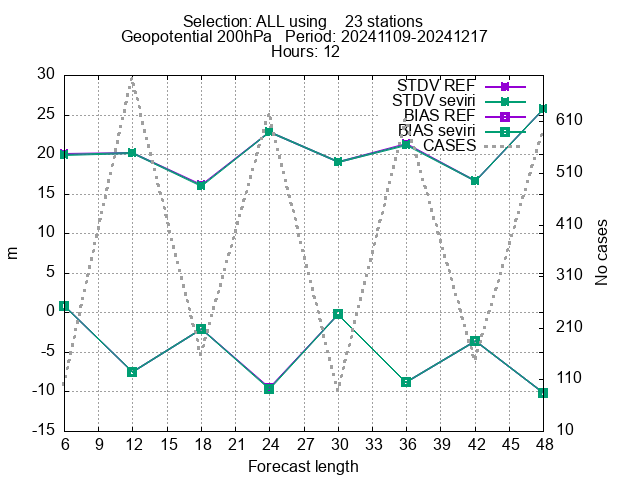 Selection: ALL using    23 stations
Geopotential 200hPa   Period: 20241109-20241217
Hours: 12
STDV REF
STDV seviri
BIAS REF
BIAS seviri
CASES
30
25
20
15
10
5
0
-5
-10
-15
m
610
510
410
310
210
110
10
No cases
6 9 12 15 18 21 24 27 30 33 36 39 42 45 48
Forecast length